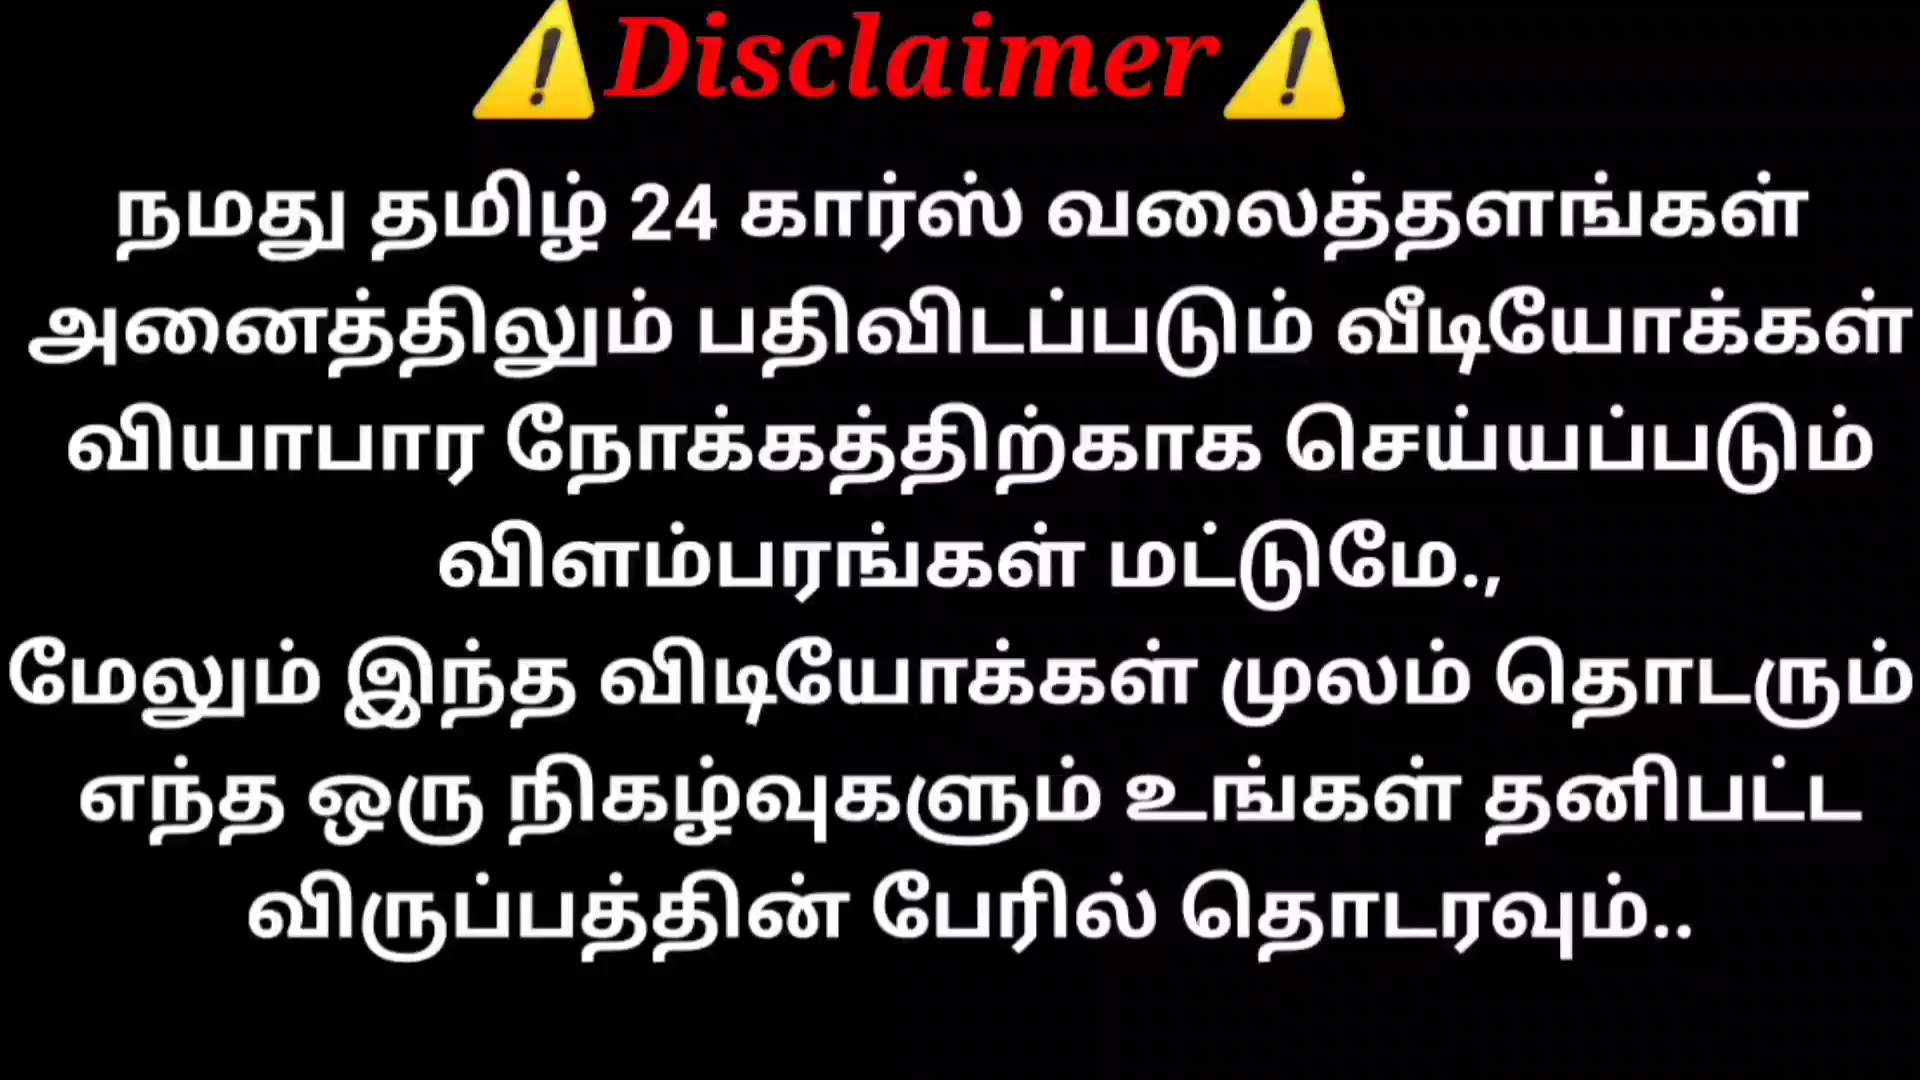 ⚠️Disclaimer⚠️
நமது தமிழ் 24 கார்ஸ் வலைத்தளங்கள்
அனைத்திலும் பதிவிடப்படும் வீடியோக்கள்
வியாபார நோக்கத்திற்காக செய்யப்படும்
விளம்பரங்கள் மட்டுமே.,
மேலும் இந்த விடியோக்கள் முலம் தொடரும்
எந்த ஒரு நிகழ்வுகளும் உங்கள் தனிபட்ட
விருப்பத்தின் பேரில் தொடரவும்..